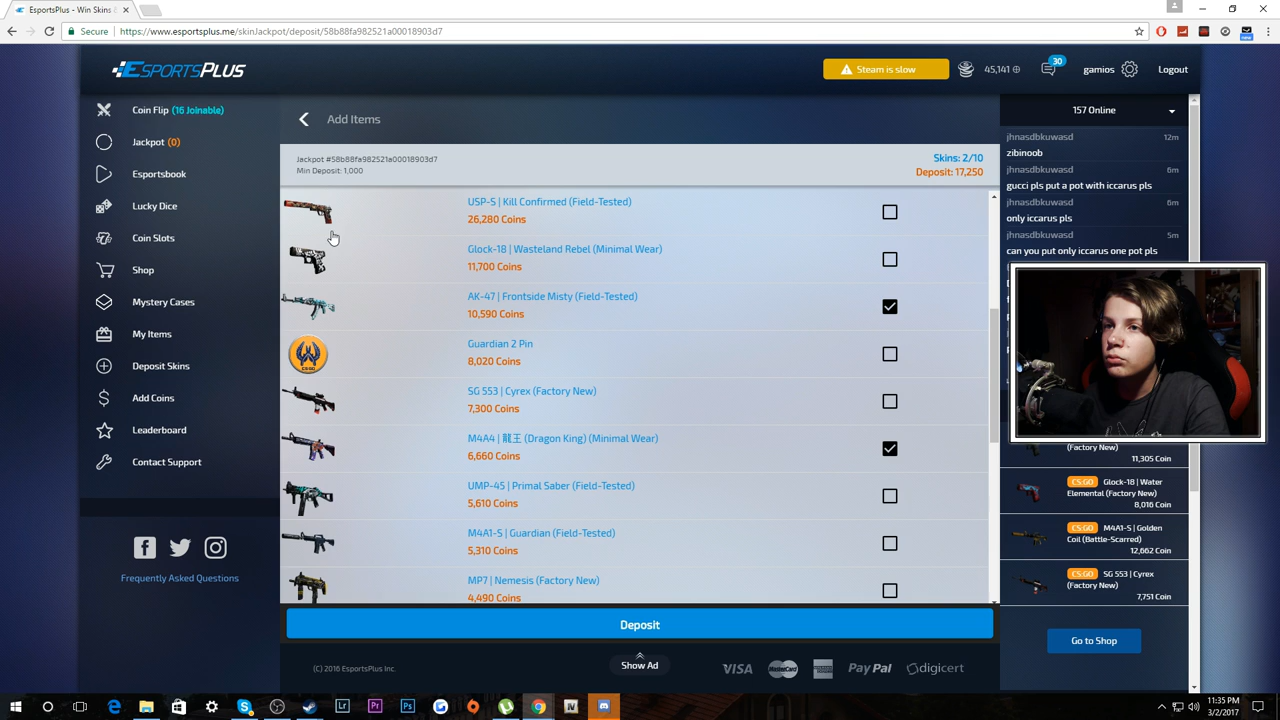 EsportsPlus - Win Skins &
Secure
https://www.esportsplus.me/skinJackpot/deposit/58b88fa982521a00018903d7
ESPORTSPLUS
Steam is slow
45,141
30
gamios
Logout
Coin Flip (16 Joinable)
Jackpot (0)
Esportsbook
Lucky Dice
Coin Slots
Shop
Mystery Cases
My Items
Deposit Skins
Add Coins
Leaderboard
Contact Support
Frequently Asked Questions
Add Items
Jackpot #58b88fa982521a00018903d7
Min Deposit: 1,000
Skins: 2/10
Deposit: 17,250
USP-S | Kill Confirmed (Field-Tested)
26,280 Coins
Glock-18 | Wasteland Rebel (Minimal Wear)
11,700 Coins
AK-47 | Frontside Misty (Field-Tested)
10,590 Coins
Guardian 2 Pin
8,020 Coins
SG 553 | Cyrex (Factory New)
7,300 Coins
M4A4 | 龍王 (Dragon King) (Minimal Wear)
6,660 Coins
UMP-45 | Primal Saber (Field-Tested)
5,610 Coins
M4A1-S | Guardian (Field-Tested)
5,310 Coins
MP7 | Nemesis (Factory New)
4,490 Coins
Deposit
(C) 2016 EsportsPlus Inc.
Show Ad
VISA
MasterCard
PayPal
digicert
157 Online
jhnasdbkuwasd 12m
zibinoob
jhnasdbkuwasd 6m
gucci pls put a pot with iccarus pls
jhnasdbkuwasd 6m
only iccarus pls
jhnasdbkuwasd 5m
can you put only iccarus one pot pls
(Factory New)
11,305 Coin
CS:GO Glock-18 | Water
Elemental (Factory New)
8,016 Coin
CS:GO M4A1-S | Golden
Coil (Battle-Scarred)
12,662 Coin
CS:GO SG 553 | Cyrex
(Factory New)
7,751 Coin
Go to Shop
11:35 PM
3/2/2017